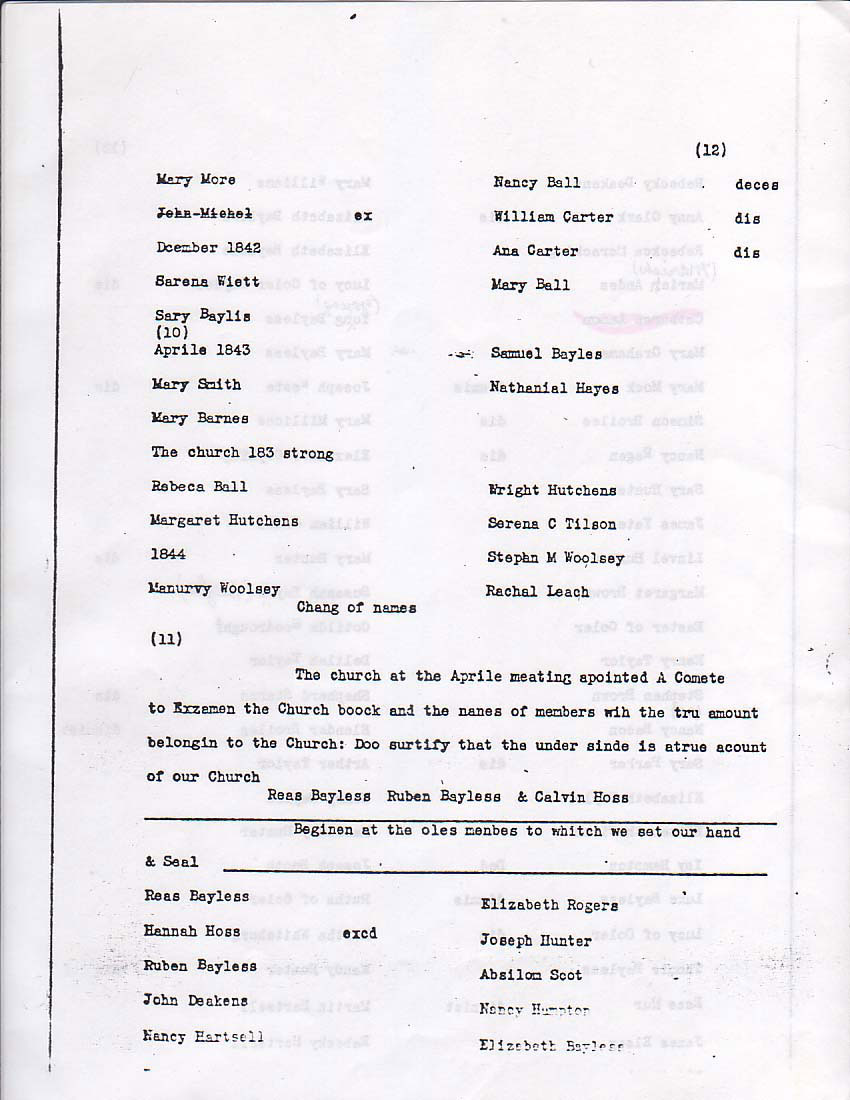 (12)
Mary More Nancy Ball deces
John Michel ex William Carter dis
Dcember 1842 Ana Carter dis
Sarena Wiett Mary Ball
Sary Baylis
(10)
Aprile 1843 Samuel Bayles
Mary Smith Nathanial Hayes
Mary Barnes
The church 183 strong
Rebeca Ball Wright Hutchens
Margaret Hutchens Serena C Tilson
1844 Stephn M Woolsey
Manurvy Woolsey Rachal Leach
Chang of names
(11)
The church at the Aprile meating apointed A Comete
to Exzemen the Church boock and the nanes of members wih the tru amount
belongin to the Church: Doo surtify that the under sinde is atrue acount
of our Church
Reas Bayless Ruben Bayless & Calvin Hoss
Beginen at the oles menbes to whitch we set our hand
& Seal
Reas Bayless Elizabeth Rogers
Hannah Hoss excd Joseph Hunter
Ruben Bayless Absilom Scot
John Deakens Nancy Humpton
Nancy Hartsell Elizabeth Bayless